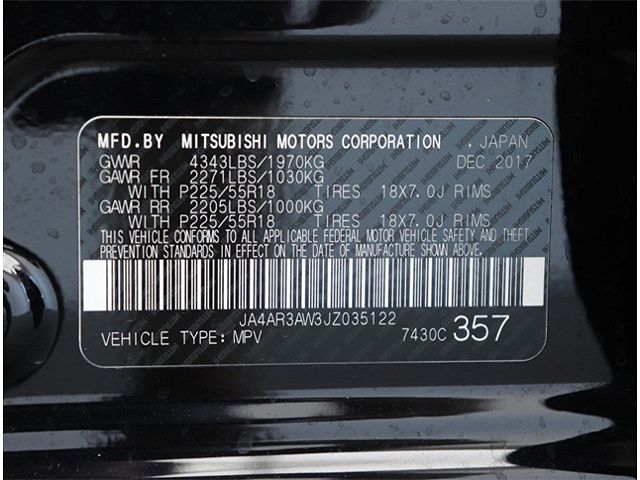 MFD.BY MITSUBISHI MOTORS CORPORATION . JAPAN
GVWR 4343LBS/1970KG DEC,2017
GAWR FR 2271LBS/1030KG
WITH P225/55R18 TIRES 18X7.0J RIMS
GAWR RR 2205LBS/1000KG
WITH P225/55R18 TIRES 18X7.0J RIMS
THIS VEHICLE CONFORMS TO ALL APPLICABLE FEDERAL MOTOR VEHICLE SAFETY AND THEFT
PREVENTION STANDARDS IN EFFECT ON THE DATE OF MANUFACTURE SHOWN ABOVE.
JA4AR3AW3JZ035122
VEHICLE TYPE: MPV 7430C 357